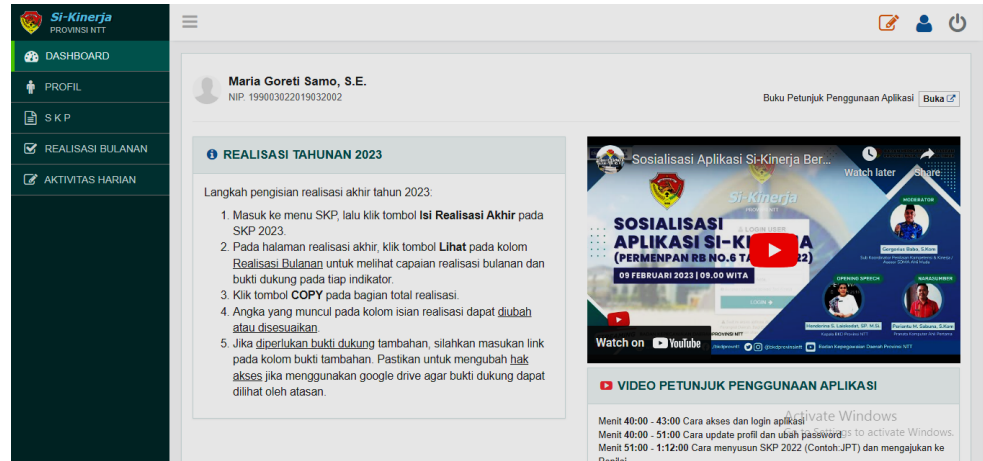 Si-Kinerja
PROVINSI NTT
DASHBOARD
PROFIL
S K P
REALISASI BULANAN
AKTIVITAS HARIAN
Maria Goreti Samo, S.E.
NIP. 199003022019032002
Buku Petunjuk Penggunaan Aplikasi Buka
REALISASI TAHUNAN 2023
Langkah pengisian realisasi akhir tahun 2023:
1. Masuk ke menu SKP, lalu klik tombol Isi Realisasi Akhir pada
SKP 2023.
2. Pada halaman realisasi akhir, klik tombol Lihat pada kolom
Realisasi Bulanan untuk melihat capaian realisasi bulanan dan
bukti dukung pada tiap indikator.
3. Klik tombol COPY pada bagian total realisasi.
4. Angka yang muncul pada kolom isian realisasi dapat diubah
atau disesuaikan.
5. Jika diperlukan bukti dukung tambahan, silahkan masukan link
pada kolom bukti tambahan. Pastikan untuk mengubah hak
akses jika menggunakan google drive agar bukti dukung dapat
dilihat oleh atasan.
Sosialisasi Aplikasi Si-Kinerja Ber...
Watch later
Share
Si-Kinerja
SOSIALISASI
APLIKASI SI-KI
(PERMENPAN RB NO.6 TA 22)
09 FEBRUARI 2023 | 09.00 WITA
LOGIN USER
LOGIN
MODERATOR
OPENING SPEECH
NARASUMBER
Watch on YouTube
Badan Kepegawaian Daerah Provinsi NTT
VIDEO PETUNJUK PENGGUNAAN APLIKASI
Menit 40:00 - 43:00 Cara akses dan login aplikasi
Menit 40:00 - 51:00 Cara update profil dan ubah password
Menit 51:00 - 1:12:00 Cara menyusun SKP 2022 (Contoh:JPT) dan mengajukan ke
Activate Windows
Go to Settings to activate Windows.